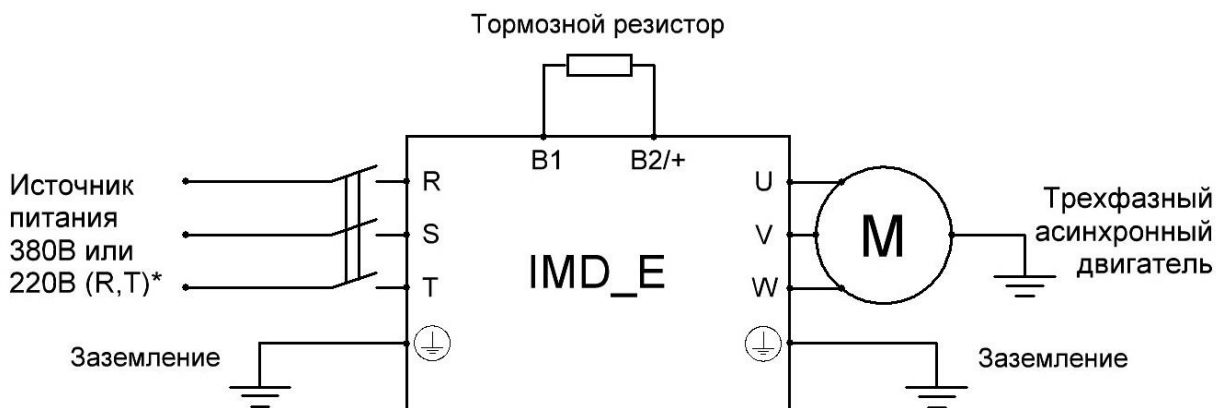 Тормозной резистор
B1
B2/+
Источник
питания
380В или
220В (R,T)*
R
S
T
IMD_E
U
V
W
M
Трехфазный
асинхронный
двигатель
Заземление
Заземление